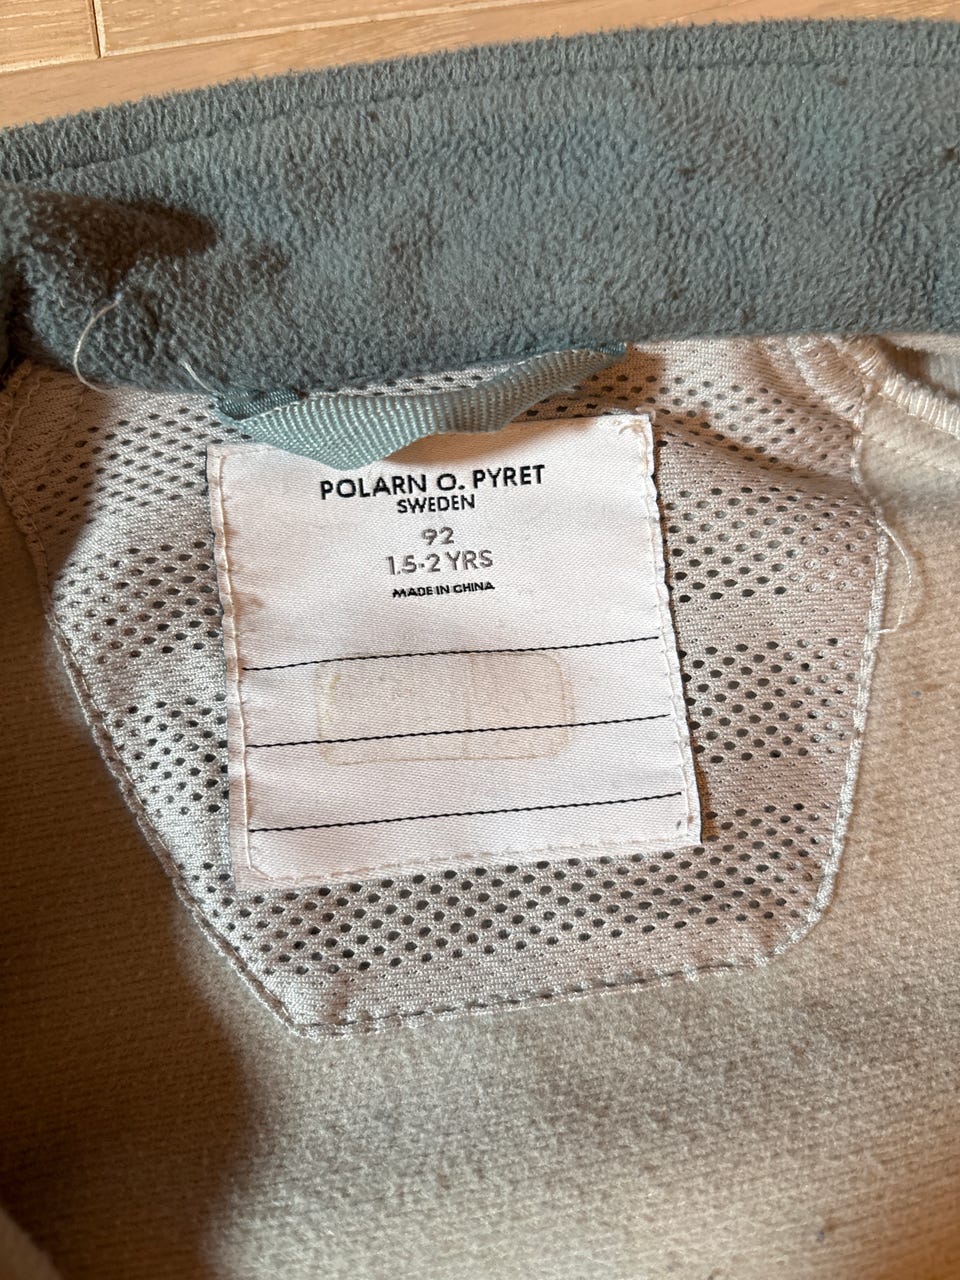 POLARN O. PYRET
SWEDEN
92
1.5-2 YRS
MADE IN CHINA